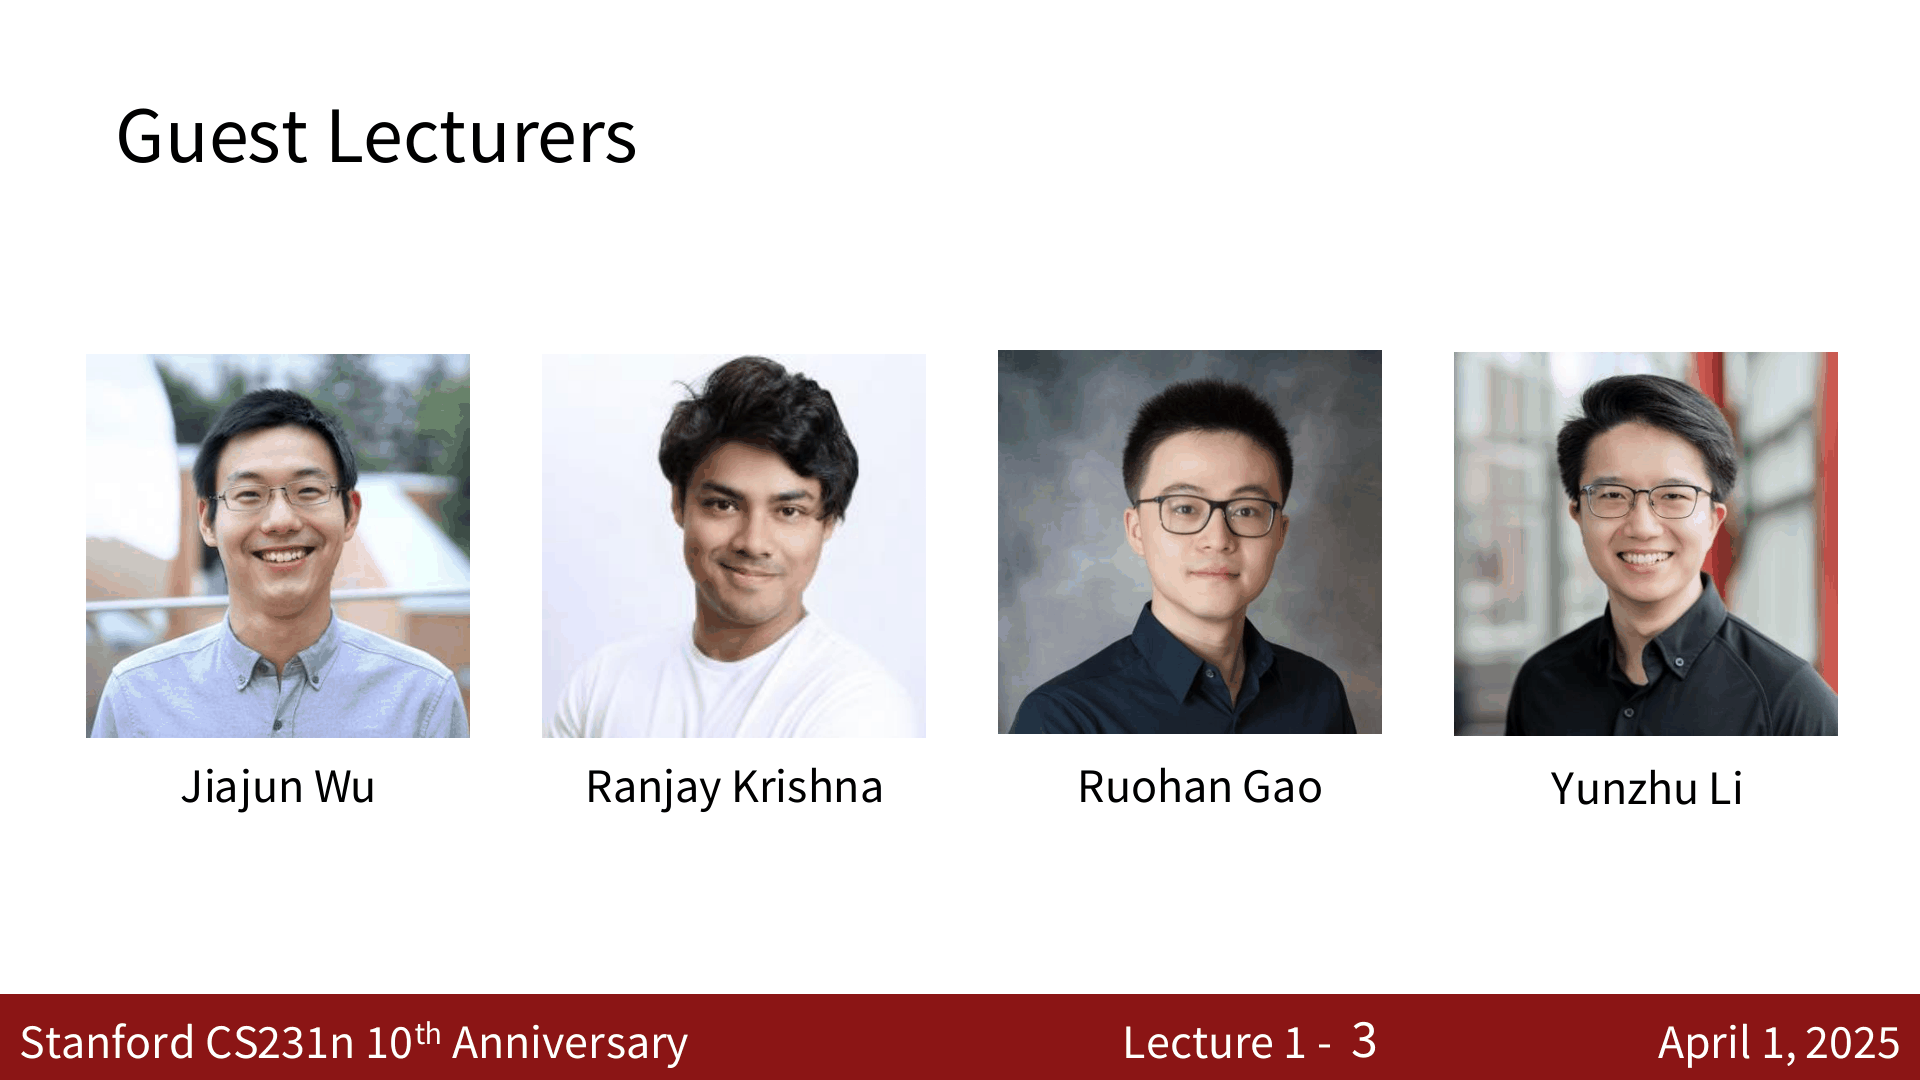 Guest Lecturers
Jiajun Wu
Ranjay Krishna
Ruohan Gao
Yunzhu Li
Stanford CS231n 10th Anniversary
Lecture 1 - 3
April 1, 2025